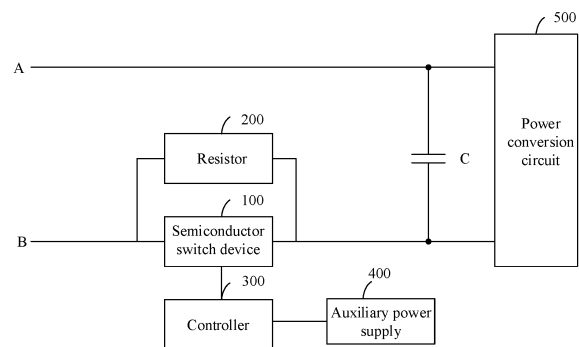 500
A
Power
conversion
circuit
200
Resistor
C
100
B
Semiconductor
switch device
300
400
Controller
Auxiliary power
supply